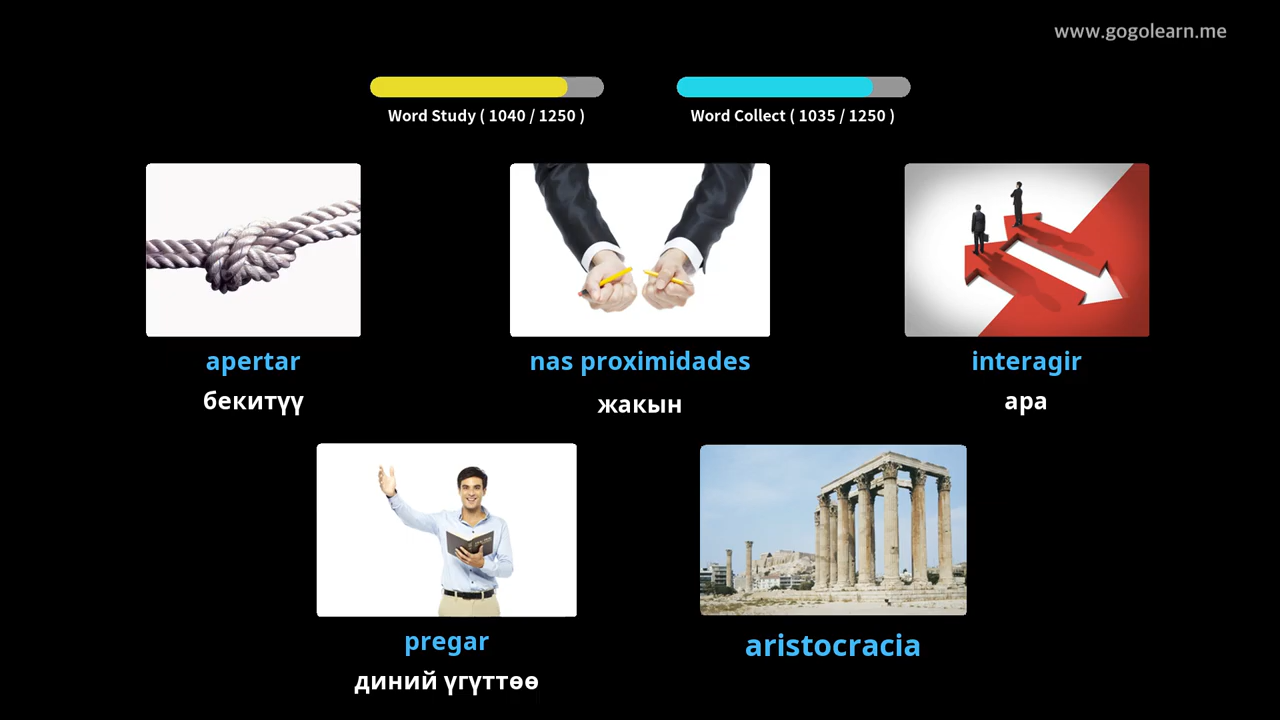 www.gogolearn.me
Word Study ( 1040 / 1250 )
Word Collect ( 1035 / 1250 )
apertar
бекитүү
nas proximidades
жакын
interagir
ара
pregar
диний үгүттөө
aristocracia